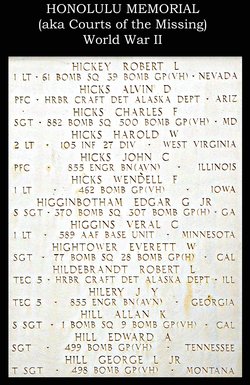 HONOLULU MEMORIAL
(aka Courts of the Missing)
World War II
HICKEY ROBERT L
1 LT · 61 BOMB SQ 39 BOMB GP(VH) · NEVADA
HICKS ALVIN D
PFC · HRBR CRAFT DET ALASKA DEPT · ARIZ
HICKS CHARLES F
SGT · 882 BOMB SQ 500 BOMB GP(VH) · MD
HICKS HAROLD W
2 LT · 105 INF 27 DIV · WEST VIRGINIA
HICKS JOHN C
PFC · 855 ENGR BN(AVN) · ILLINOIS
HICKS WENDELL F
1 LT · 462 BOMB GP(VH) · IOWA
HIGGINBOTHAM EDGAR G JR
S SGT · 370 BOMB SQ 307 BOMB GP(H) · GA
HIGGINS VERAL C
1 LT · 589 AAF BASE UNIT · MINNESOTA
HIGHTOWER EVERETT W
SGT · 77 BOMB SQ 28 BOMB GP(H) · CAL
HILDEBRANDT ROBERT L
TEC 5 · HRBR CRAFT DET ALASKA DEPT · ILL
HILERY J Y
TEC 5 · 855 ENGR BN(AVN) · GEORGIA
HILL ALLAN K
S SGT · 1 BOMB SQ 9 BOMB GP(VH) · CAL
HILL EDWARD A
SGT · 499 BOMB GP(VH) · TENNESSEE
HILL GEORGE L JR
T SGT · 498 BOMB GP(VH) · MONTANA